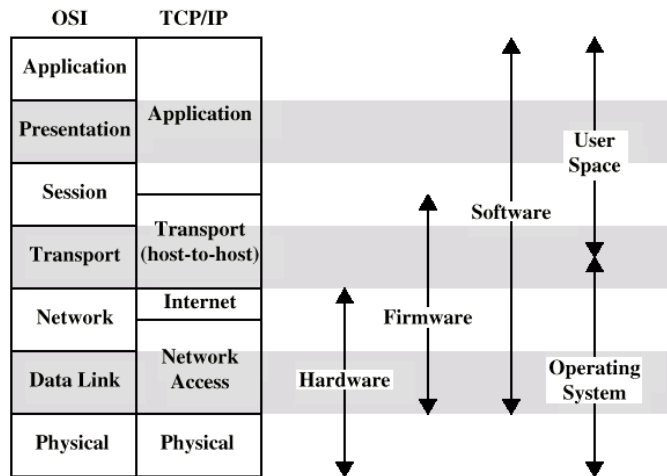 OSI TCP/IP
Application
Presentation
Session
Transport
Network
Data Link
Physical
Application
Transport
(host-to-host)
Internet
Network
Access
Physical
Hardware
Firmware
Software
User
Space
Operating
System